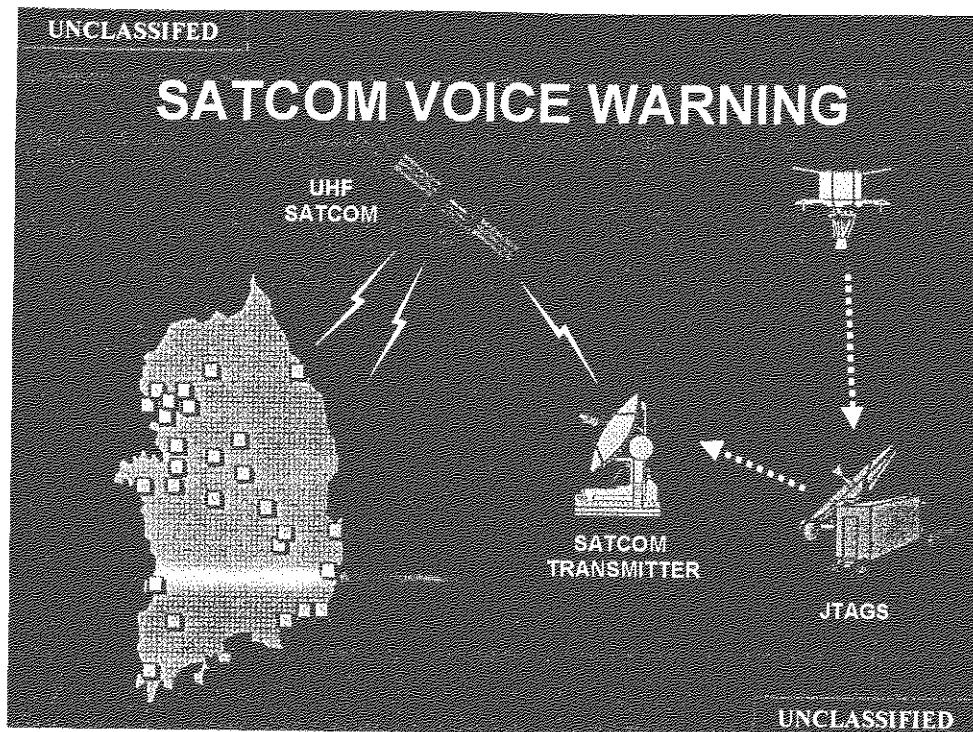 UNCLASSIFED
SATCOM VOICE WARNING
UHF
SATCOM
SATCOM
TRANSMITTER
JTAGS
UNCLASSIFIED